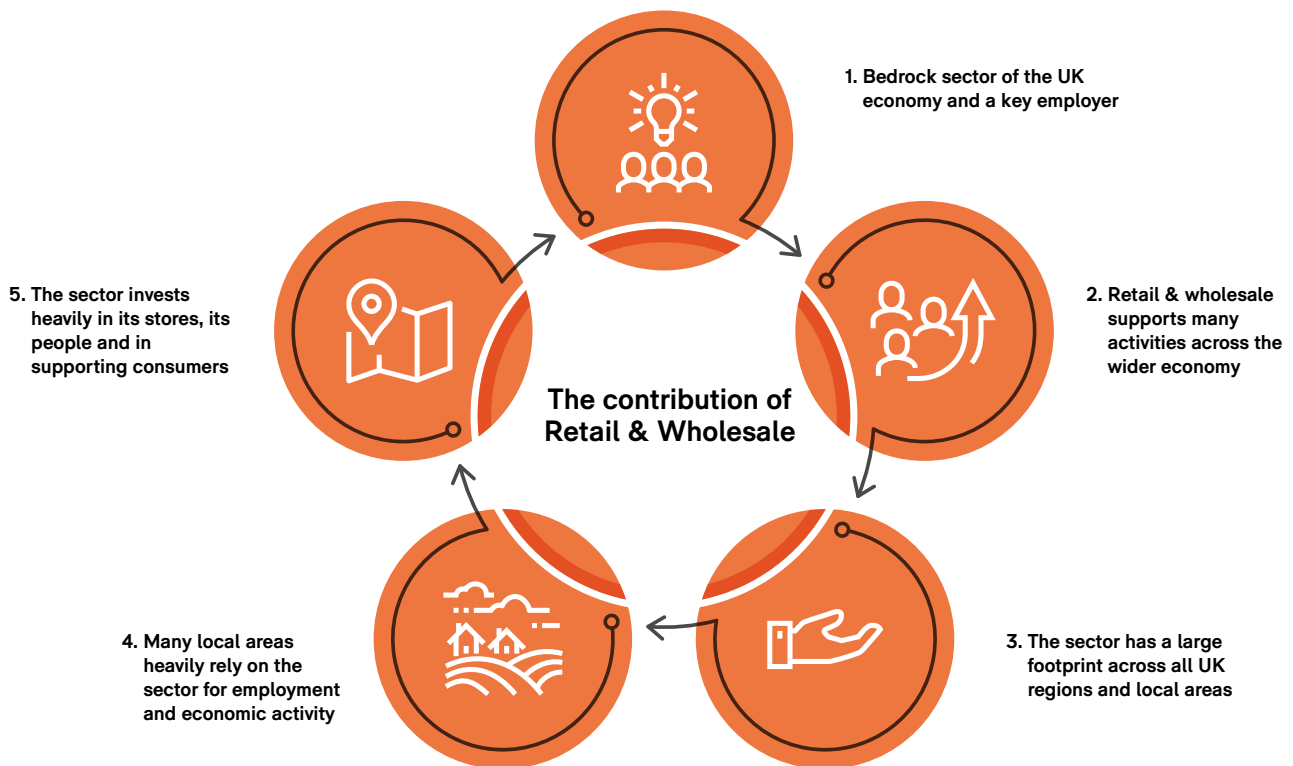 1. Bedrock sector of the UK
economy and a key employer
2. Retail & wholesale
supports many
activities across the
wider economy
3. The sector has a large
footprint across all UK
regions and local areas
4. Many local areas
heavily rely on the
sector for employment
and economic activity
5. The sector invests
heavily in its stores, its
people and in
supporting consumers
The contribution of
Retail & Wholesale